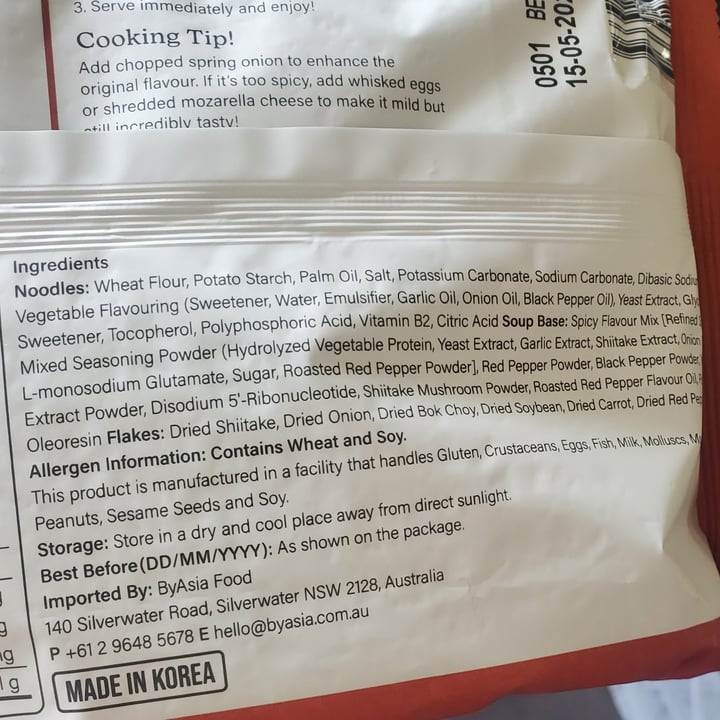 3. Serve immediately and enjoy!
Cooking Tip!
Add chopped spring onion to enhance the
original flavour. If it's too spicy, add whisked eggs
or shredded mozarella cheese to make it mild but
still incredibly tasty!
0501 BE
15-05-20
Ingredients
Noodles: Wheat Flour, Potato Starch, Palm Oil, Salt, Potassium Carbonate, Sodium Carbonate, Dibasic
Vegetable Flavouring (Sweetener, Water, Emulsifier, Garlic Oil, Onion Oil, Black Pepper Oil), Yeast Extract,
Sweetener, Tocopherol, Polyphosphoric Acid, Vitamin B2, Citric Acid Soup Base: Spicy Flavour Mix [Refined
Mixed Seasoning Powder (Hydrolyzed Vegetable Protein, Yeast Extract, Garlic Extract, Shiitake Extract, Onion
L-monosodium Glutamate, Sugar, Roasted Red Pepper Powder], Red Pepper Powder, Black Pepper Powder,
Extract Powder, Disodium 5'-Ribonucleotide, Shiitake Mushroom Powder, Roasted Red Pepper Flavour Oil,
Oleoresin Flakes: Dried Shiitake, Dried Onion, Dried Bok Choy, Dried Soybean, Dried Carrot, Dried Red
Allergen Information: Contains Wheat and Soy.
This product is manufactured in a facility that handles Gluten, Crustaceans, Eggs, Fish, Milk, Molluscs,
Peanuts, Sesame Seeds and Soy.
Storage: Store in a dry and cool place away from direct sunlight.
Best Before(DD/MM/YYYY): As shown on the package.
Imported By: ByAsia Food
140 Silverwater Road, Silverwater NSW 2128, Australia
P +61 2 9648 5678 E hello@byasia.com.au
MADE IN KOREA
g
g